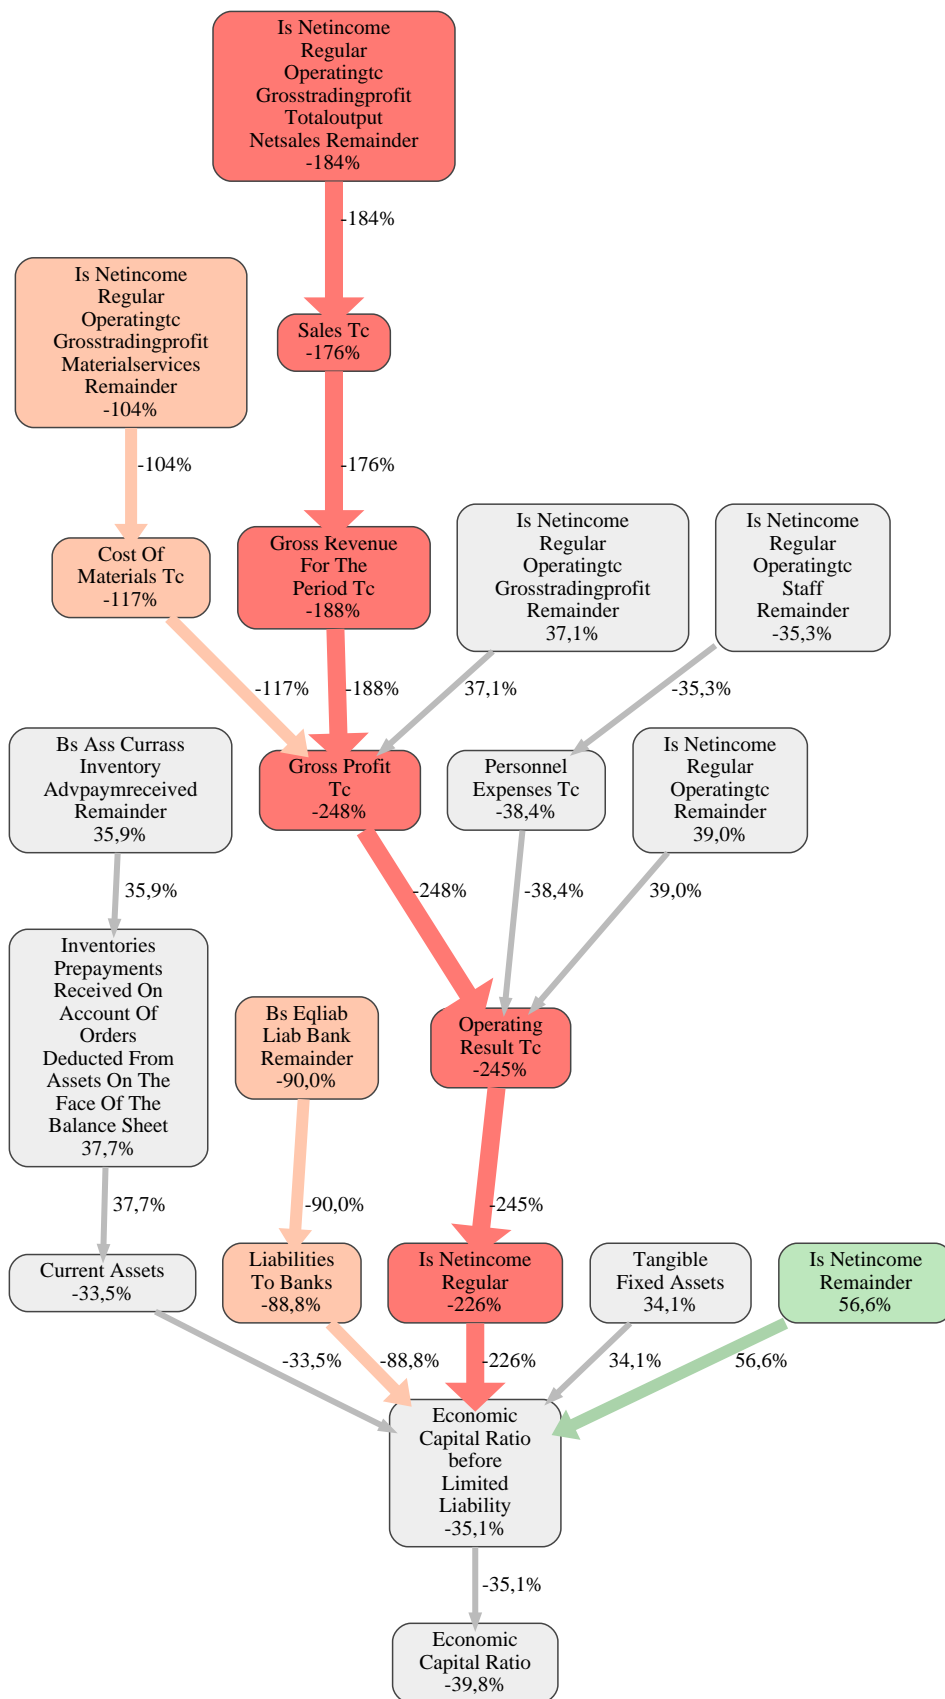 Is Netincome
Regular
Operatingtc
Grosstradingprofit
Totaloutput
Netsales Remainder
-184%
-184%
Is Netincome
Regular
Operatingtc
Grosstradingprofit
Materialservices
Remainder
-104%
Sales Tc
-176%
-104%
-176%
Cost Of
Materials Tc
-117%
Gross Revenue
For The
Period Tc
-188%
Is Netincome
Regular
Operatingtc
Grosstradingprofit
Remainder
37,1%
Is Netincome
Regular
Operatingtc
Staff
Remainder
-35,3%
-117%
-188%
37,1%
-35,3%
Bs Ass Currass
Inventory
Advpaymreceived
Remainder
35,9%
Gross Profit
Tc
-248%
Personnel
Expenses Tc
-38,4%
Is Netincome
Regular
Operatingtc
Remainder
39,0%
35,9%
-248%
-38,4%
39,0%
Inventories
Prepayments
Received On
Account Of
Orders
Deducted From
Assets On The
Face Of The
Balance Sheet
37,7%
Bs Eqliab
Liab Bank
Remainder
-90,0%
Operating
Result Tc
-245%
37,7%
-90,0%
-245%
Current Assets
-33,5%
Liabilities
To Banks
-88,8%
Is Netincome
Regular
-226%
Tangible
Fixed Assets
34,1%
Is Netincome
Remainder
56,6%
-33,5%
-88,8%
-226%
34,1%
56,6%
Economic
Capital Ratio
before
Limited
Liability
-35,1%
-35,1%
Economic
Capital Ratio
-39,8%